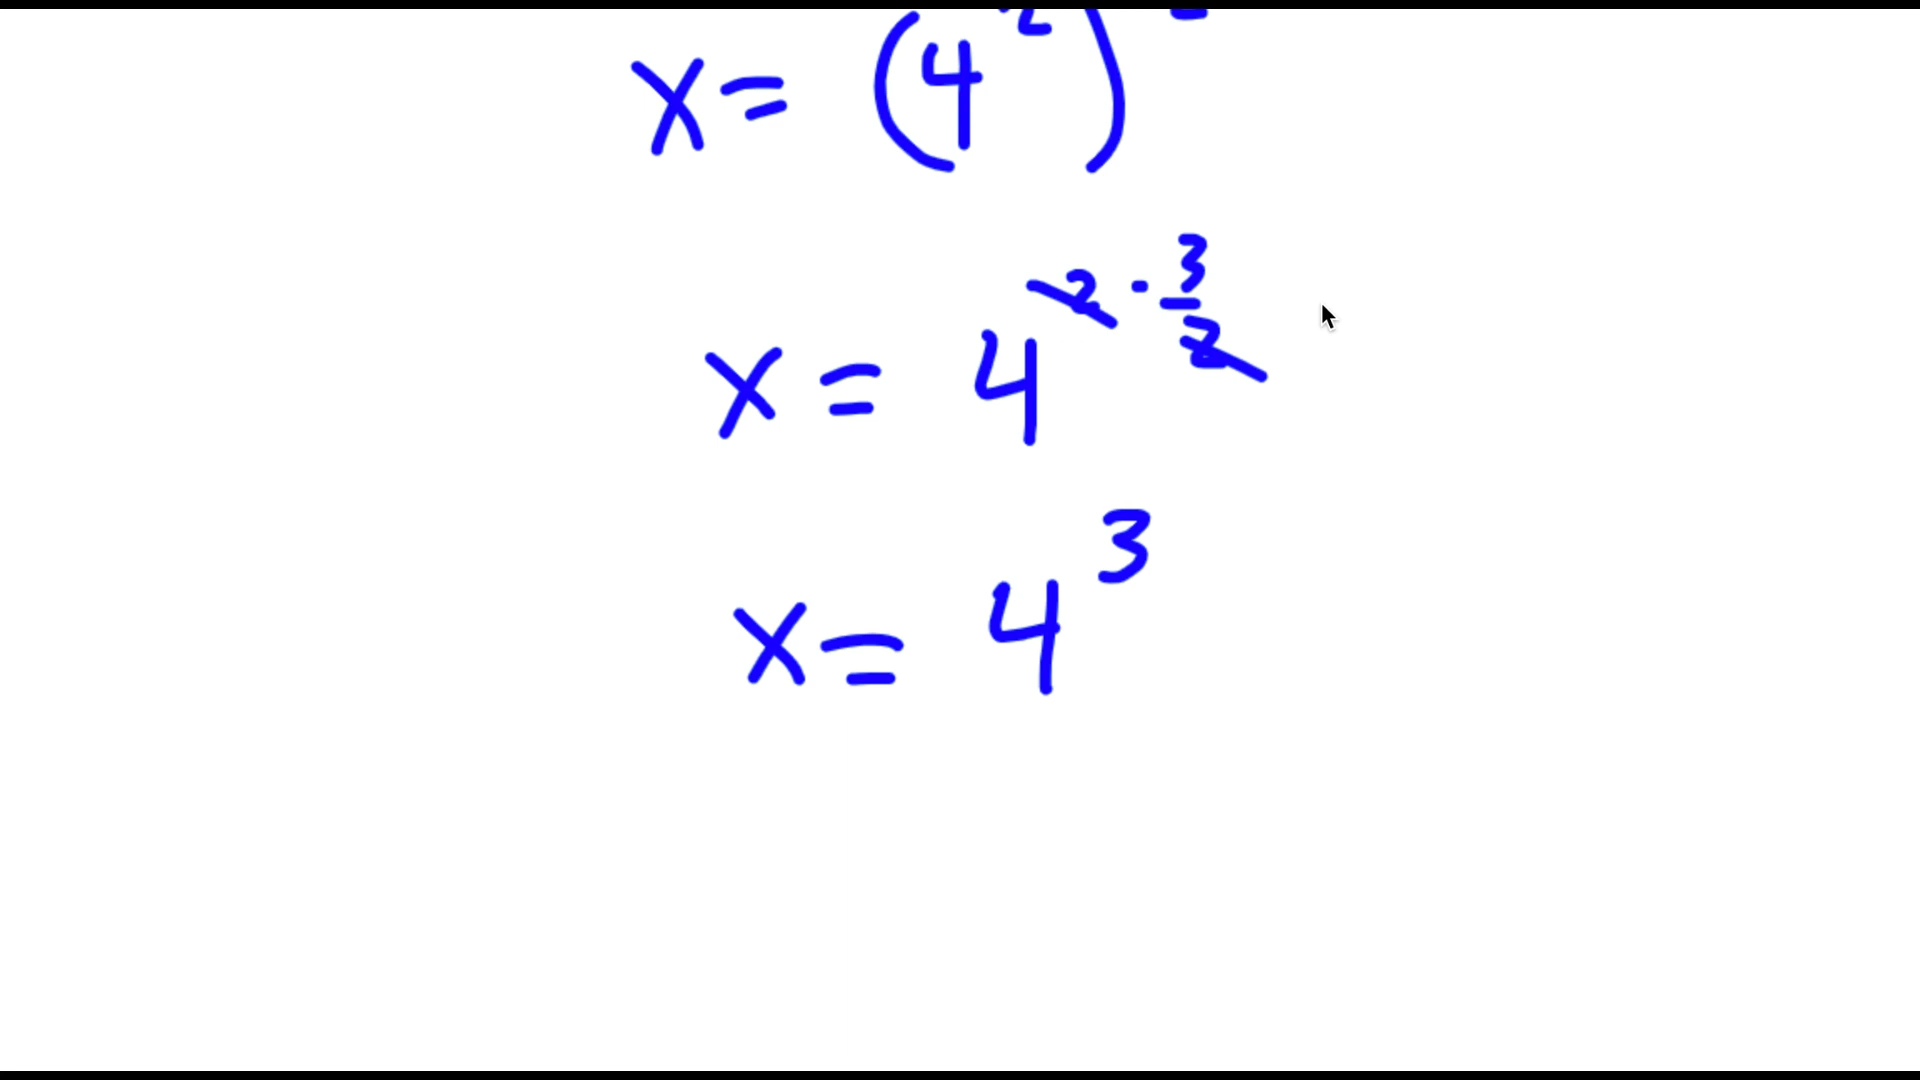 x = (4²)
x = 4^(2 · 3/2)
x = 4³